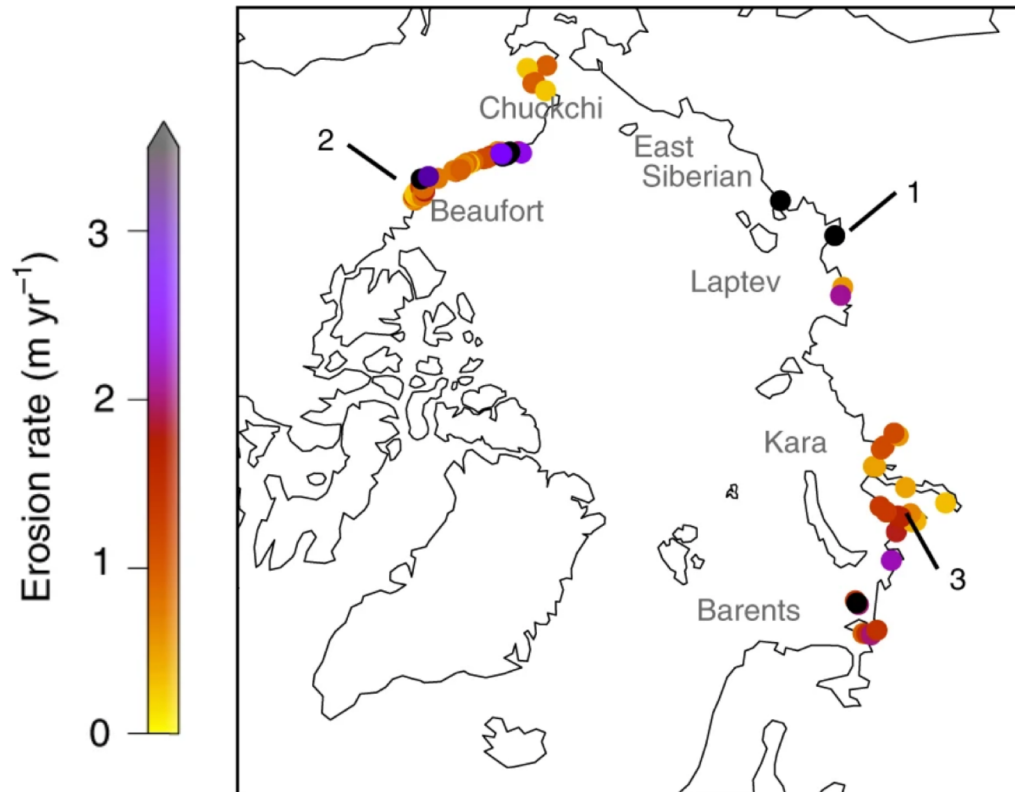 Erosion rate (m yr⁻¹)
3
2
1
0
Chuckchi
2
East
Siberian
1
Beaufort
Laptev
Kara
3
Barents